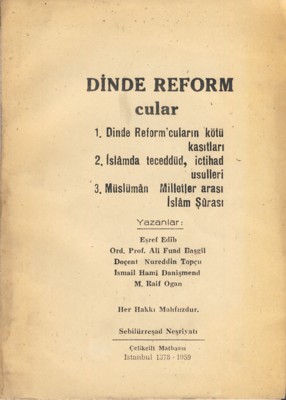 DİNDE REFORM
cular
1. Dinde Reform'cuların kötü
kasıtları
2. İslâmda teceddüd, ictihad
usulleri
3. Müslümân Milletler arası
İslâm Şûrası
Yazanlar:
Eşref Edib
Ord. Prof. Ali Fuad Başgil
Doçent Nureddin Topçu
İsmail Hami Danişmend
M. Raif Ogan
Her Hakkı Mahfuzdur.
Sebilürreşad Neşriyatı
Çelikcilt Matbaası
İstanbul 1378 - 1959